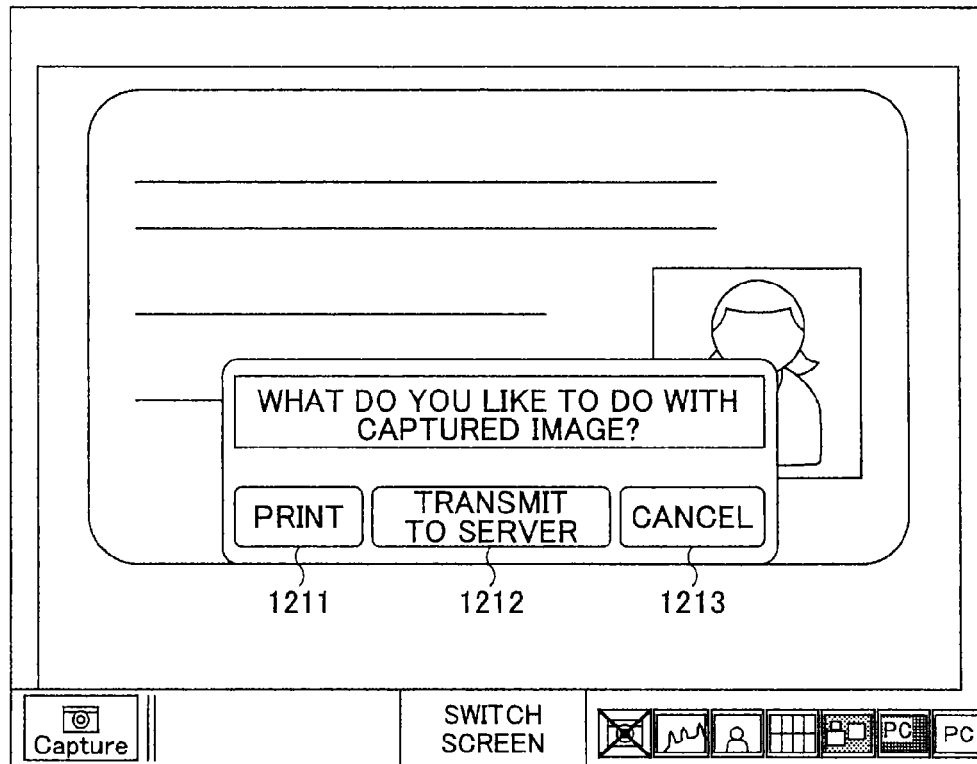 WHAT DO YOU LIKE TO DO WITH
CAPTURED IMAGE?
PRINT
TRANSMIT
TO SERVER
CANCEL
1211
1212
1213
Capture
SWITCH
SCREEN
PC
PC